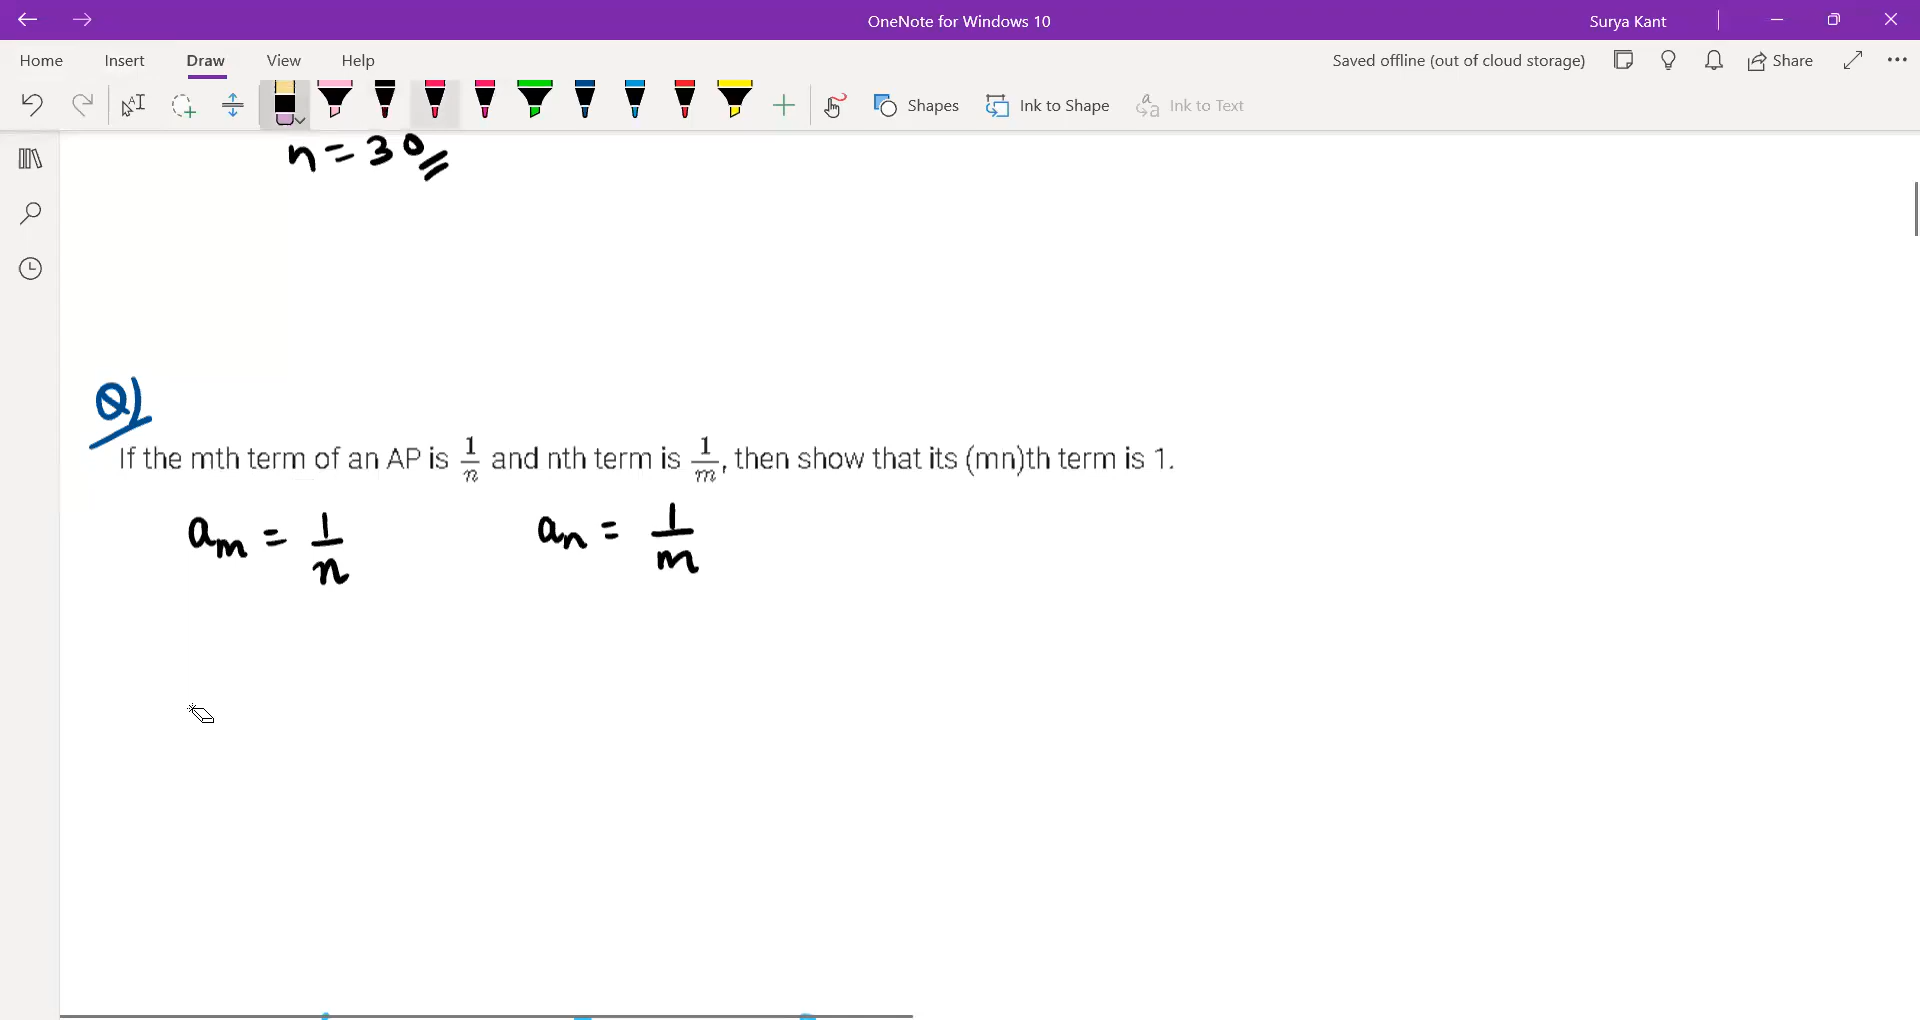 OneNote for Windows 10
Surya Kant
Home Insert Draw View Help
Saved offline (out of cloud storage) Share
Shapes Ink to Shape Ink to Text
n = 30
Q)
If the mth term of an AP is 1/n and nth term is 1/m, then show that its (mn)th term is 1.
am = 1/n an = 1/m